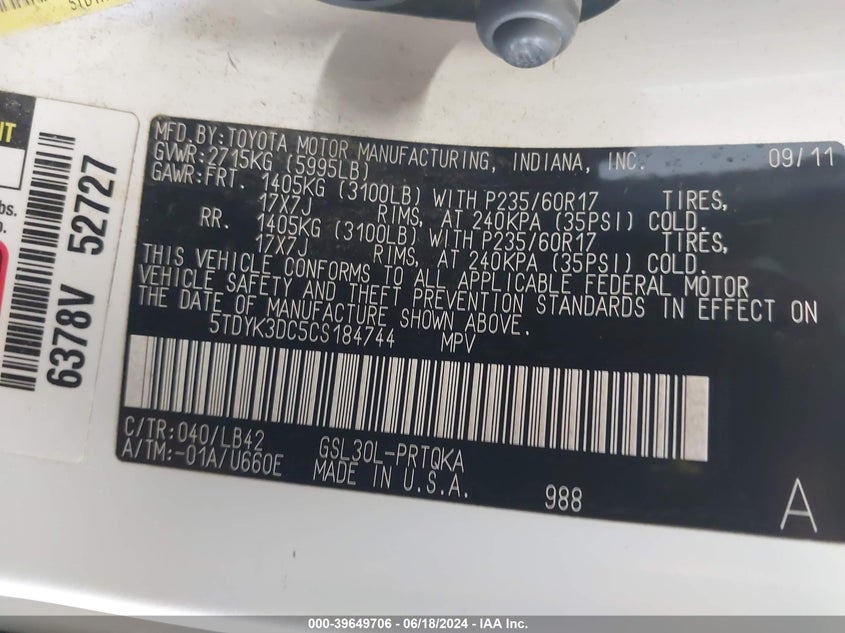 MFD. BY: TOYOTA MOTOR MANUFACTURING, INDIANA, INC. 09/11
GVWR: 2715KG (5995LB)
GAWR: FRT. 1405KG (3100LB) WITH P235/60R17 TIRES,
17X7J RIMS, AT 240KPA (35PSI) COLD.
RR. 1405KG (3100LB) WITH P235/60R17 TIRES,
17X7J RIMS, AT 240KPA (35PSI) COLD.
THIS VEHICLE CONFORMS TO ALL APPLICABLE FEDERAL MOTOR
VEHICLE SAFETY AND THEFT PREVENTION STANDARDS IN EFFECT ON
THE DATE OF MANUFACTURE SHOWN ABOVE.
5TDYK3DC5CS184744 MPV
C/TR: 040/LB42 GSL30L-PRTQKA
A/TM:-01A/U660E MADE IN U.S.A.
988
A
6378V 52727
000-39649706 - 06/18/2024 - IAA Inc.